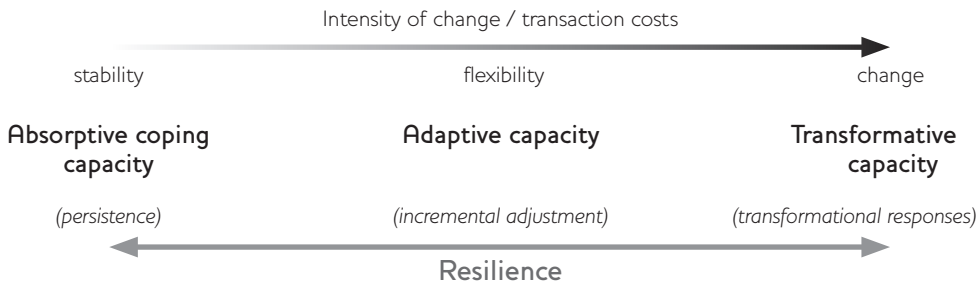 Intensity of change / transaction costs
stability flexibility change
Absorptive coping capacity Adaptive capacity Transformative capacity
(persistence) (incremental adjustment) (transformational responses)
Resilience